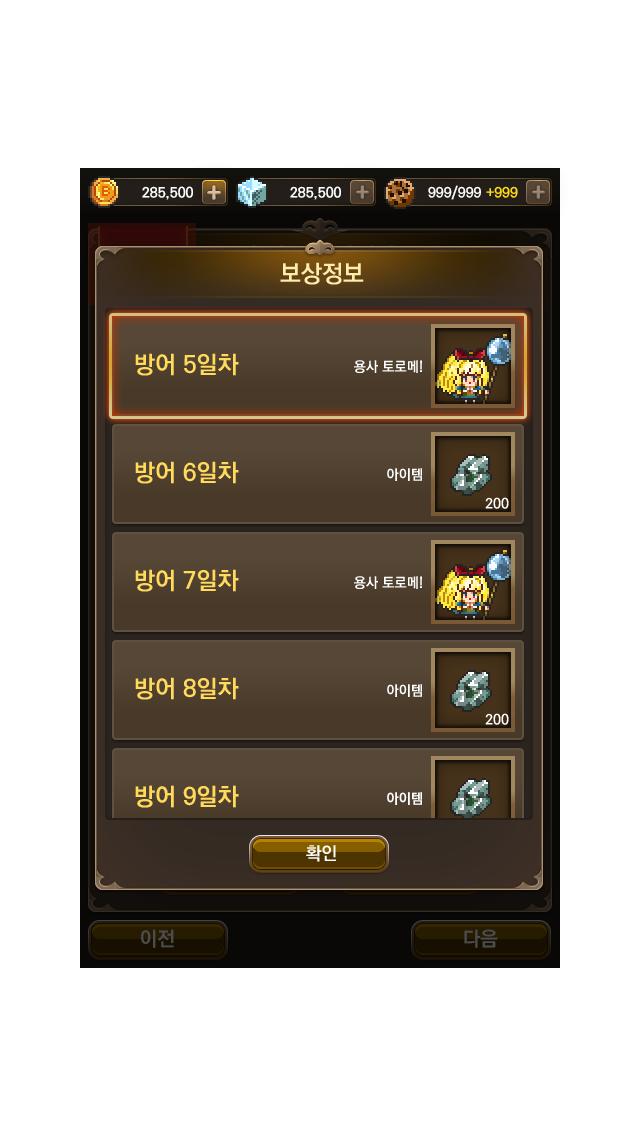 285,500
285,500
999/999 +999
보상정보
방어 5일차
용사 토로메!
방어 6일차
아이템
200
방어 7일차
용사 토로메!
방어 8일차
아이템
200
방어 9일차
아이템
확인
이전
다음